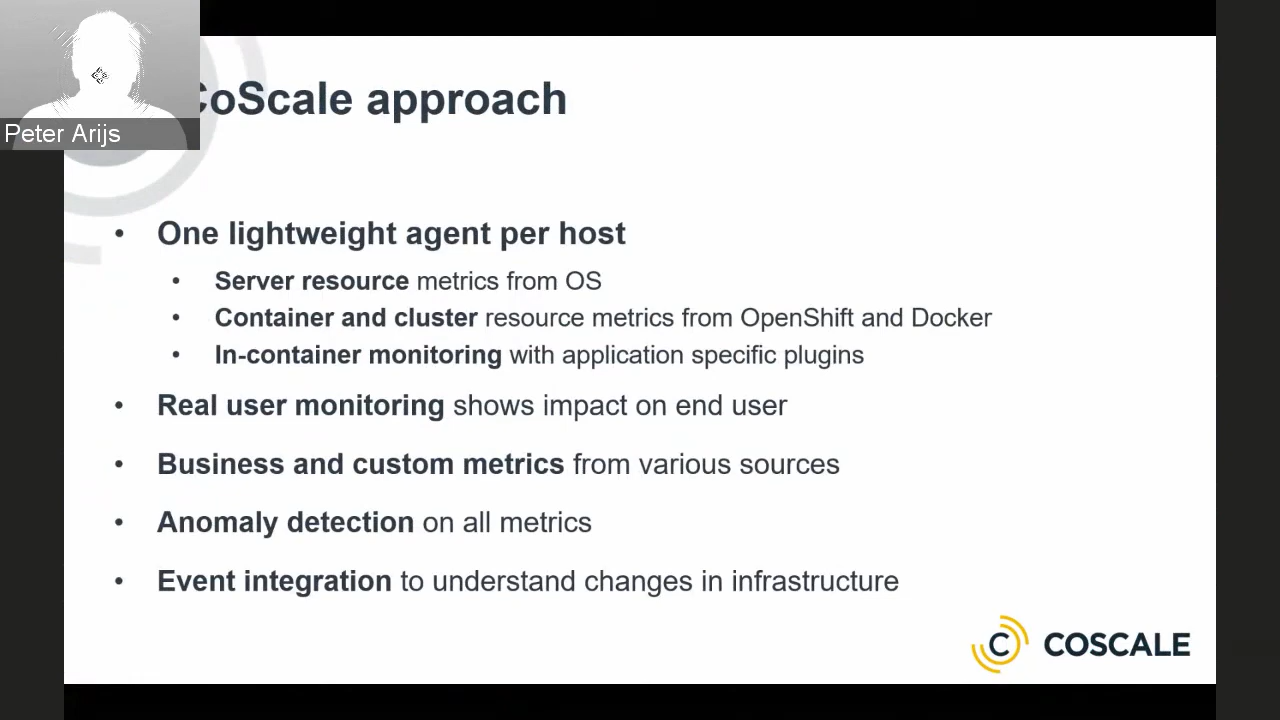 CoScale approach
Peter Arijs
• One lightweight agent per host
• Server resource metrics from OS
• Container and cluster resource metrics from OpenShift and Docker
• In-container monitoring with application specific plugins
• Real user monitoring shows impact on end user
• Business and custom metrics from various sources
• Anomaly detection on all metrics
• Event integration to understand changes in infrastructure
C COSCALE